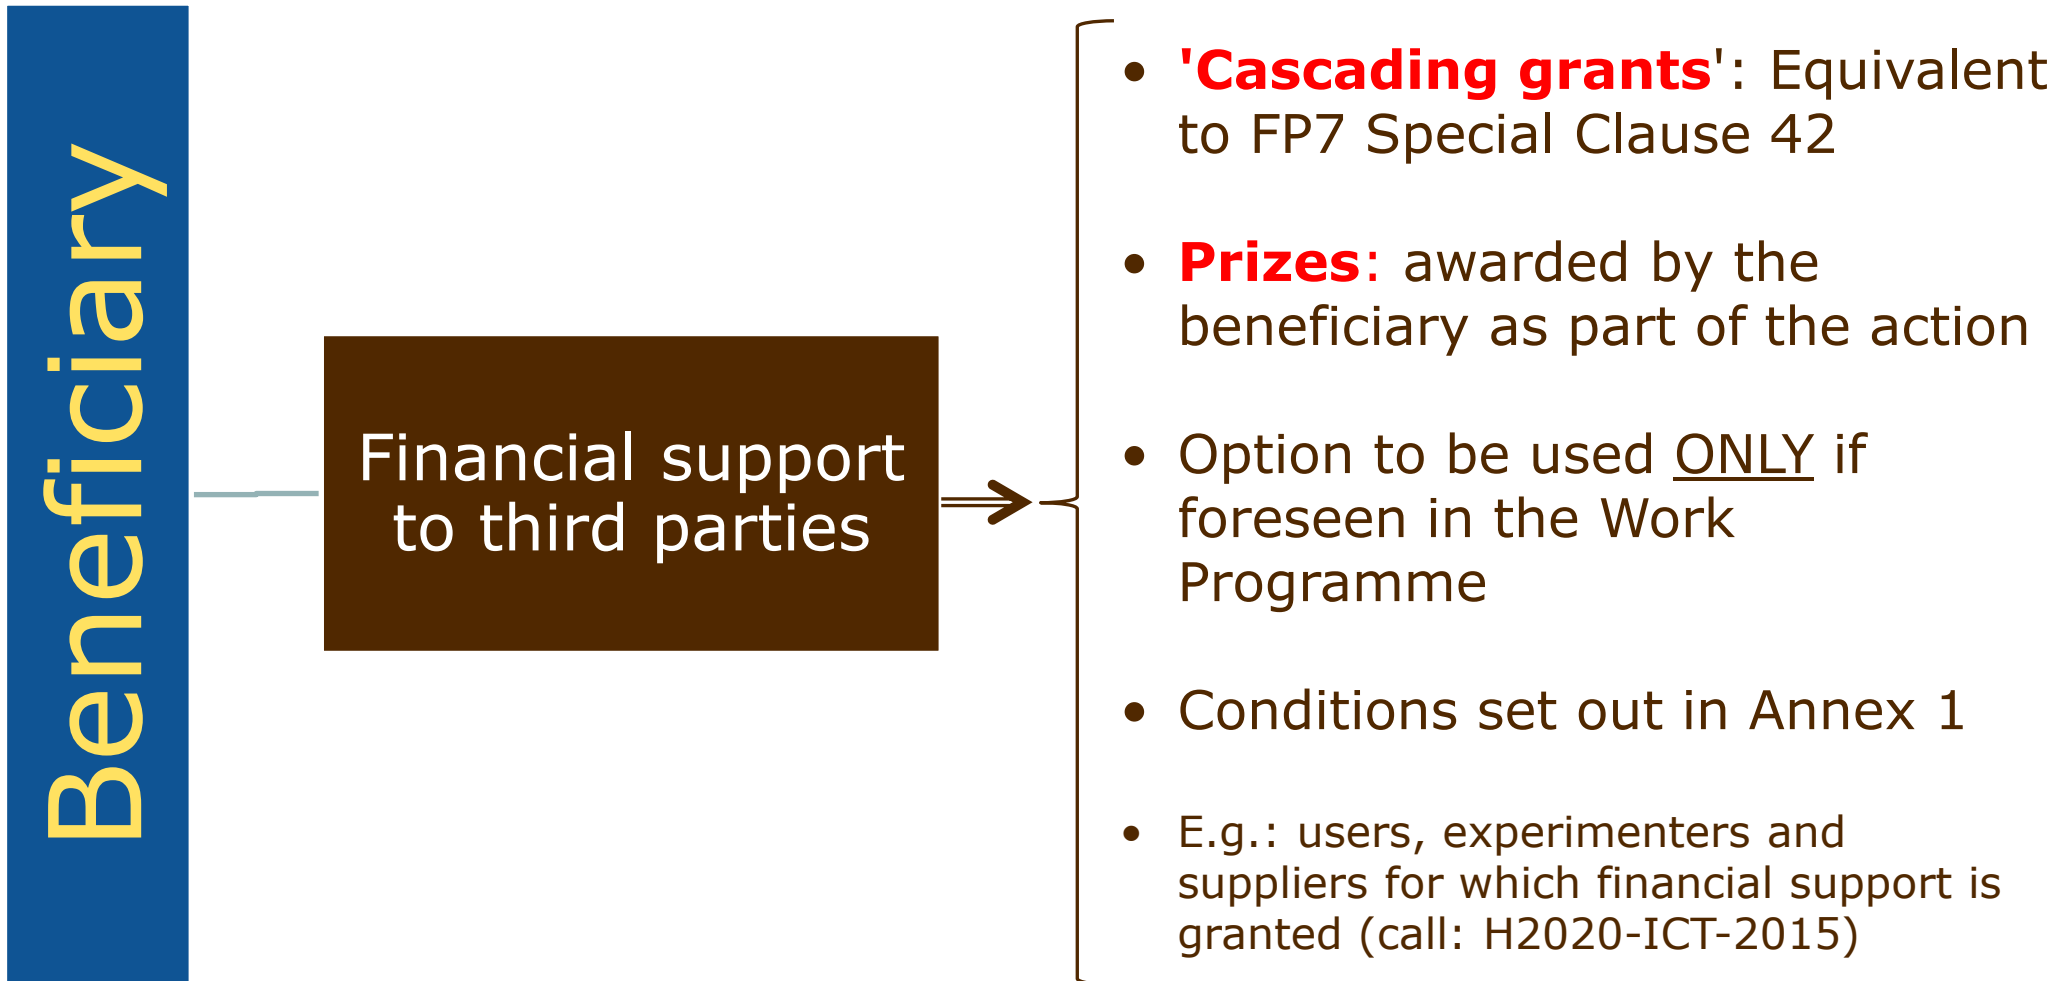 Beneficiary
Financial support
to third parties
• 'Cascading grants': Equivalent
to FP7 Special Clause 42
• Prizes: awarded by the
beneficiary as part of the action
• Option to be used ONLY if
foreseen in the Work
Programme
• Conditions set out in Annex 1
• E.g.: users, experimenters and
suppliers for which financial support is
granted (call: H2020-ICT-2015)